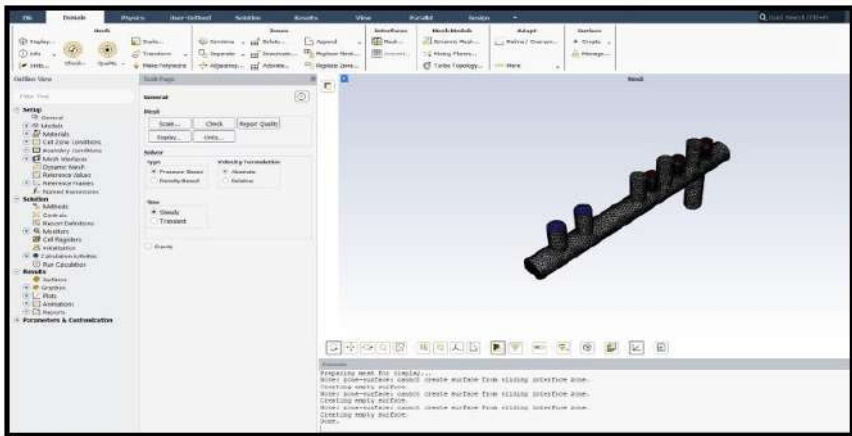 File Domain Physics User-Defined Solution Results View Parallel Design
Mesh Zones Interfaces Mesh Models Adapt Surface
Display... Scale... Combine Delete... Append Mesh... Dynamic Mesh... Refine / Coarsen... Create
Info Transform Separate Deactivate... Replace Mesh... Mixing Planes... Manage...
Units... Check Quality Make Polyhedra Adjacency... Activate... Replace Zone... Turbo Topology... More
Outline View Task Page Mesh
Filter Text
General
Setup
General
Models
Materials
Cell Zone Conditions
Boundary Conditions
Mesh Interfaces
Dynamic Mesh
Reference Values
Reference Frames
Named Expressions
Solution
Methods
Controls
Report Definitions
Monitors
Cell Registers
Initialization
Calculation Activities
Run Calculation
Results
Surfaces
Graphics
Plots
Animations
Reports
Parameters & Customization
Mesh
Scale... Check Report Quality
Display... Units...
Solver
Type Velocity Formulation
Pressure-Based Absolute
Density-Based Relative
Time
Steady
Transient
Gravity
Console
Preparing mesh for display...
Note: zone-surface: cannot create surface from sliding interface zone.
Creating empty surface.
Note: zone-surface: cannot create surface from sliding interface zone.
Creating empty surface.
Note: zone-surface: cannot create surface from sliding interface zone.
Creating empty surface.
Done.